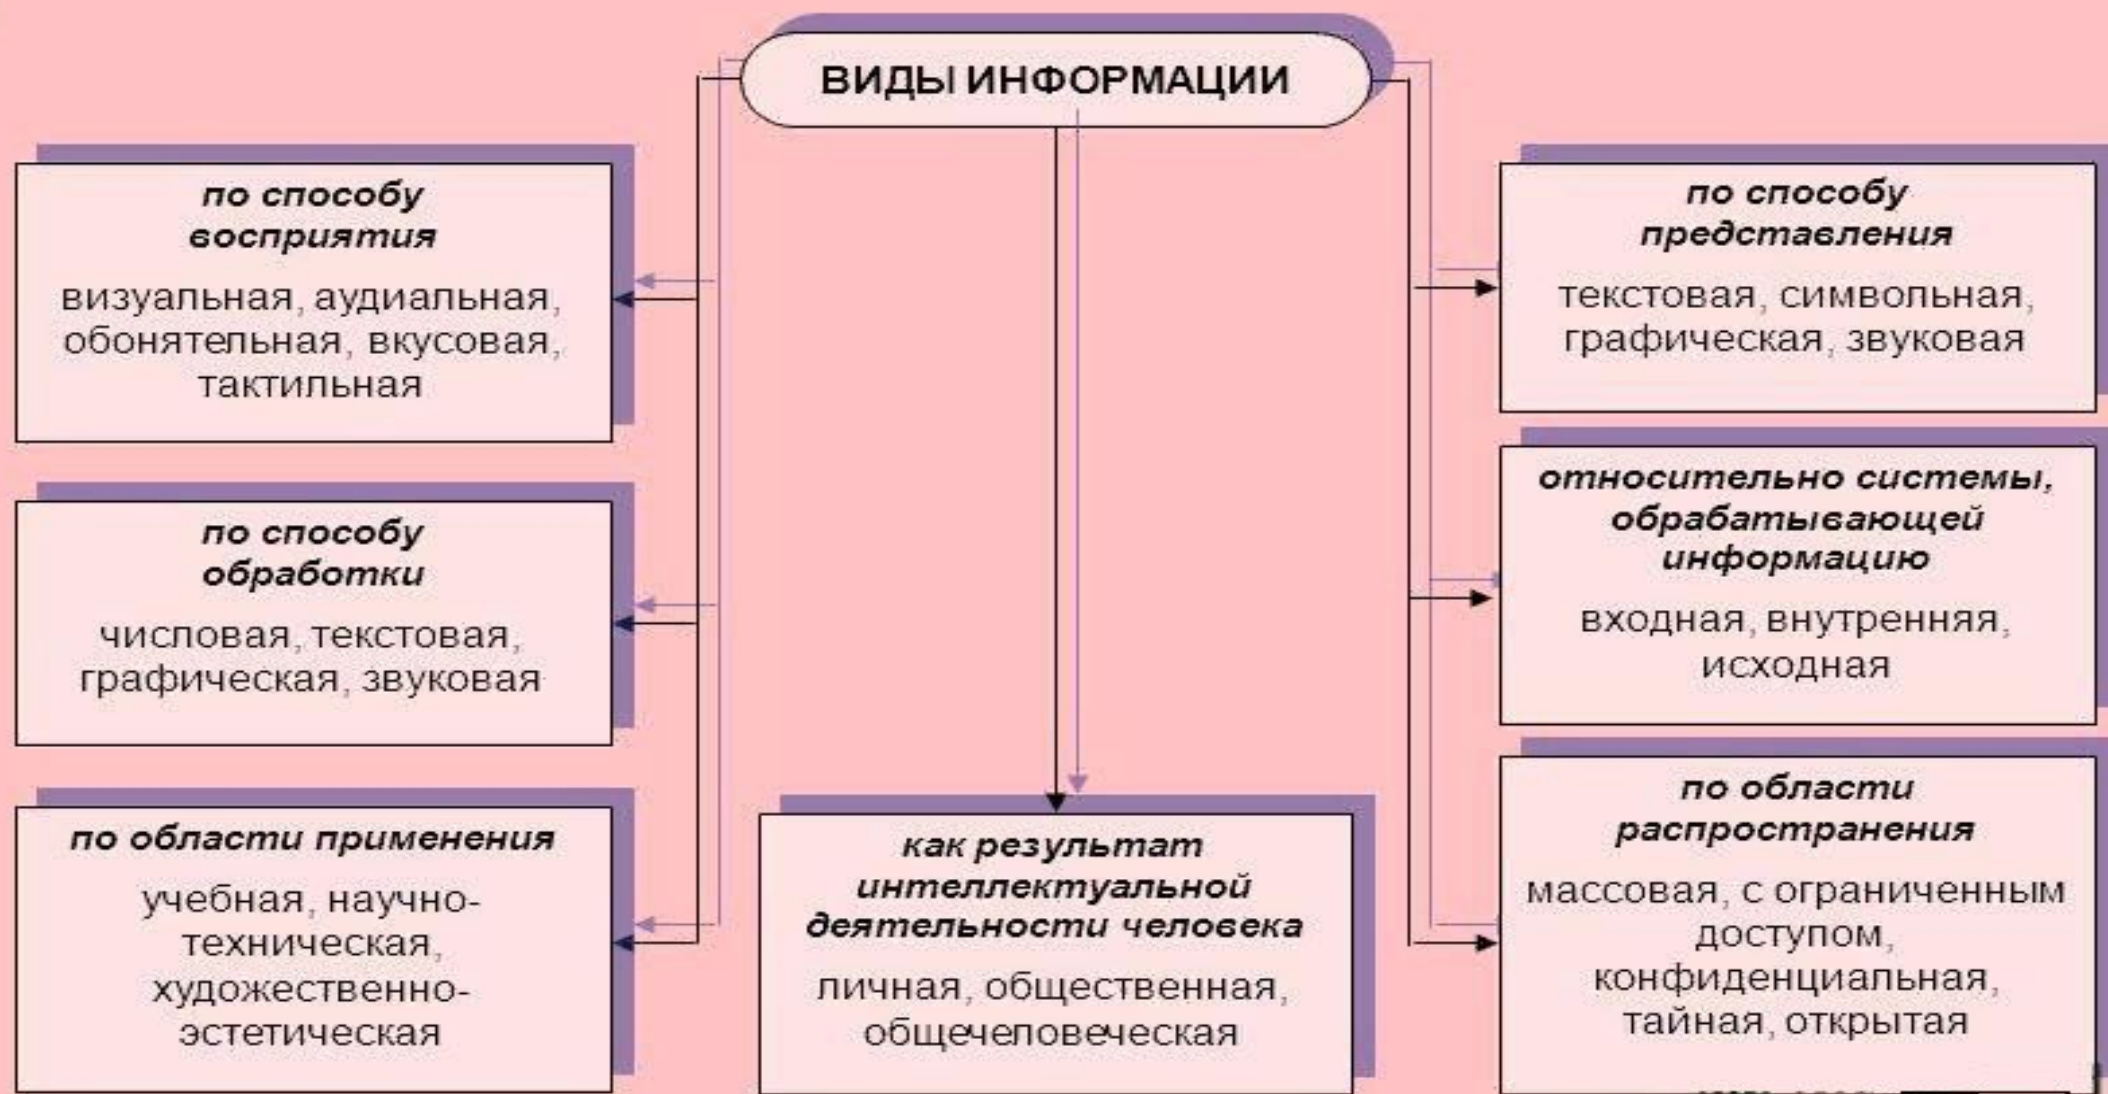 ВИДЫ ИНФОРМАЦИИ
по способу
восприятия
визуальная, аудиальная,
обонятельная, вкусовая,
тактильная
по способу
обработки
числовая, текстовая,
графическая, звуковая
по области применения
учебная, научно-
техническая,
художественно-
эстетическая
как результат
интеллектуальной
деятельности человека
личная, общественная,
общечеловеческая
по способу
представления
текстовая, символьная,
графическая, звуковая
относительно системы,
обрабатывающей
информацию
входная, внутренняя,
исходная
по области
распространения
массовая, с ограниченным
доступом,
конфиденциальная,
тайная, открытая